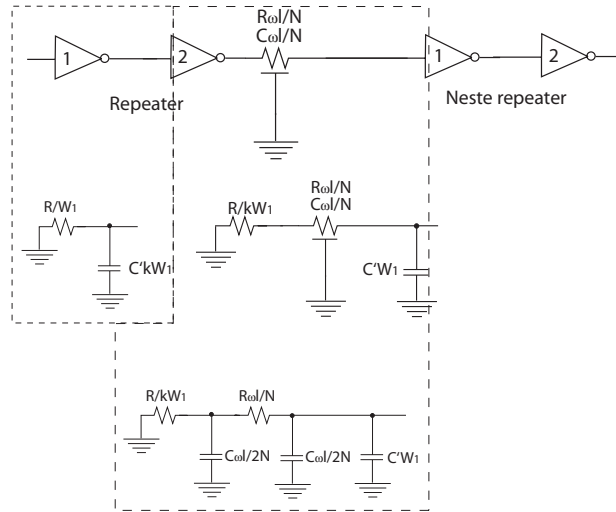 Rωl/N
Cωl/N
1
2
1
2
Repeater
Neste repeater
R/W1
C'kW1
R/kW1
Rωl/N
Cωl/N
C'W1
R/kW1
Rωl/N
Cωl/2N
Cωl/2N
C'W1